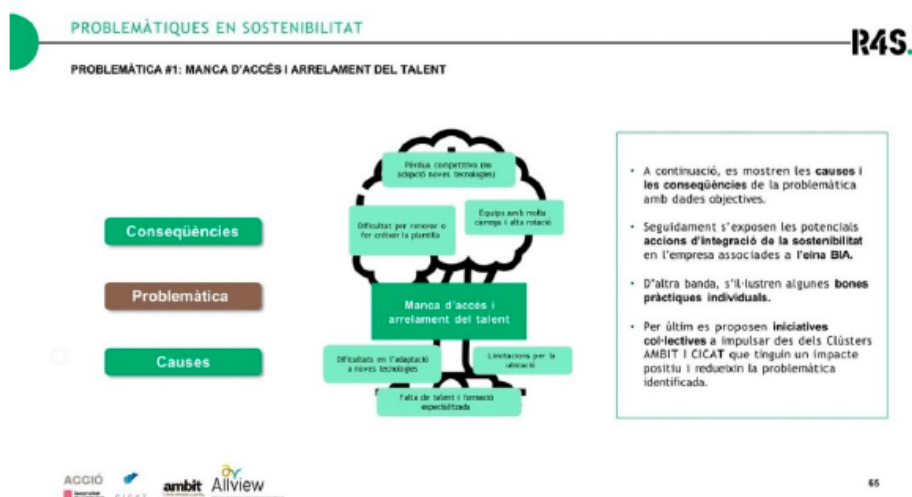 PROBLEMÀTIQUES EN SOSTENIBILITAT
R4S.
PROBLEMÀTICA #1: MANCA D'ACCÉS I ARRELAMENT DEL TALENT
Conseqüències
Problemàtica
Causes
Pèrdua competitiva (no
adapció noves tecnologies)
Dificultat per renovar o
fer créixer la plantilla
Equips amb molta
càrrega i alta rotació
Manca d'accés i
arrelament del talent
Dificultats en l'adaptació
a noves tecnologies
Limitacions per la
ubicació
Falta de talent i formació
especialitzada
• A continuació, es mostren les causes i
les conseqüències de la problemàtica
amb dades objectives.
• Seguidament s'exposen les potencials
accions d'integració de la sostenibilitat
en l'empresa associades a l'eina BIA.
• D'altra banda, s'il·lustren algunes bones
pràctiques individuals.
• Per últim es proposen iniciatives
col·lectives a impulsar des dels Clústers
AMBIT I CICAT que tinguin un impacte
positiu i redueixin la problemàtica
identificada.
ACCIÓ
CICAT
ambit
Allview
65